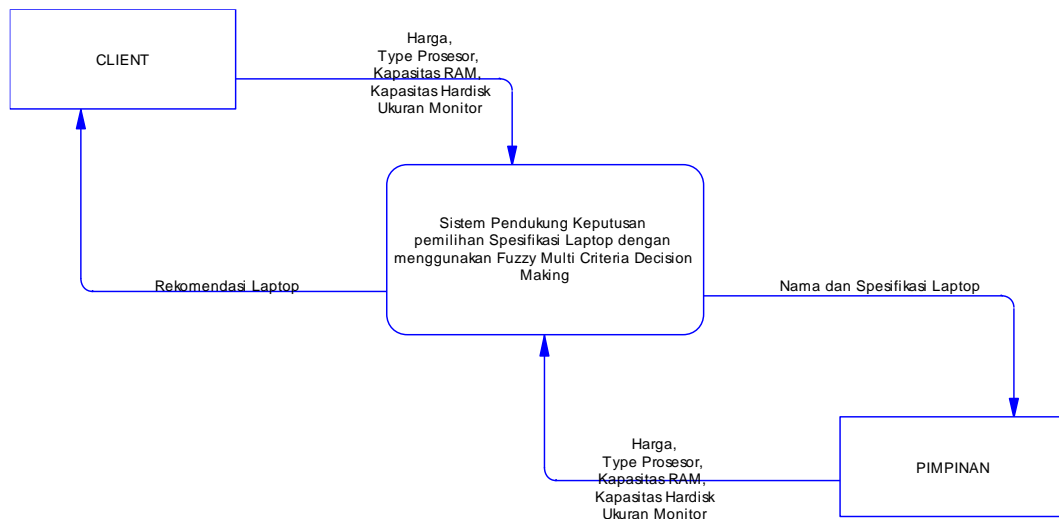 CLIENT
Harga,
Type Prosesor,
Kapasitas RAM,
Kapasitas Hardisk
Ukuran Monitor
Sistem Pendukung Keputusan
pemilihan Spesifikasi Laptop dengan
menggunakan Fuzzy Multi Criteria Decision
Making
Rekomendasi Laptop
Nama dan Spesifikasi Laptop
Harga,
Type Prosesor,
Kapasitas RAM,
Kapasitas Hardisk
Ukuran Monitor
PIMPINAN